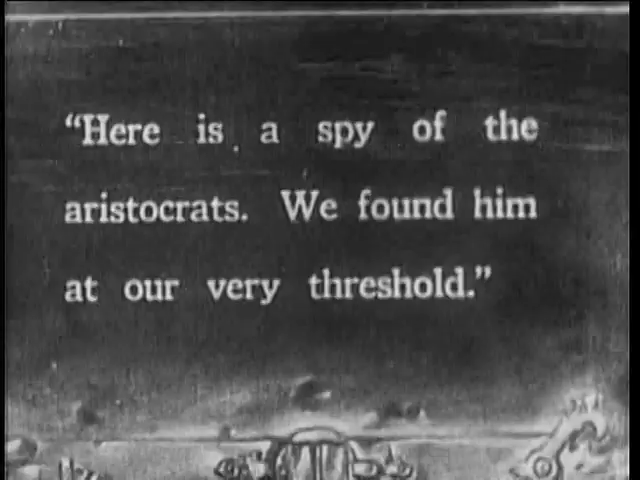 “Here is a spy of the
aristocrats. We found him
at our very threshold.”